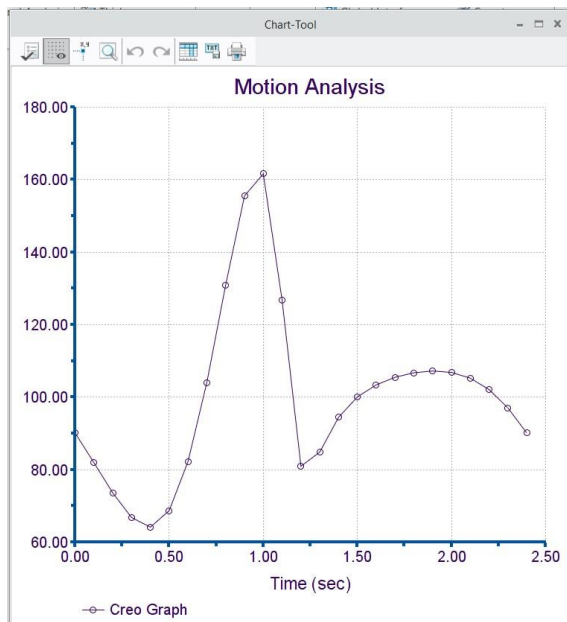 Chart-Tool
x,y
TXT
Motion Analysis
180.00
160.00
140.00
120.00
100.00
80.00
60.00
0.00 0.50 1.00 1.50 2.00 2.50
Time (sec)
Creo Graph